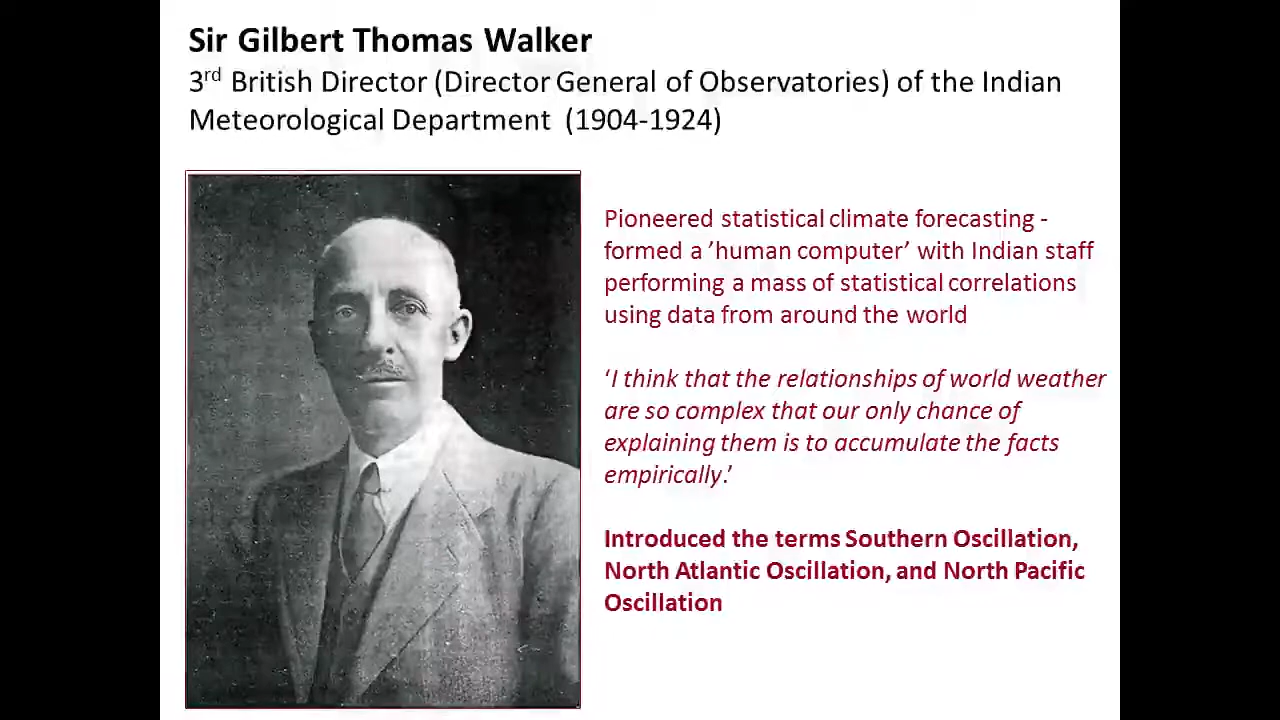 Sir Gilbert Thomas Walker
3rd British Director (Director General of Observatories) of the Indian
Meteorological Department (1904-1924)
Pioneered statistical climate forecasting -
formed a ’human computer’ with Indian staff
performing a mass of statistical correlations
using data from around the world
‘I think that the relationships of world weather
are so complex that our only chance of
explaining them is to accumulate the facts
empirically.’
Introduced the terms Southern Oscillation,
North Atlantic Oscillation, and North Pacific
Oscillation